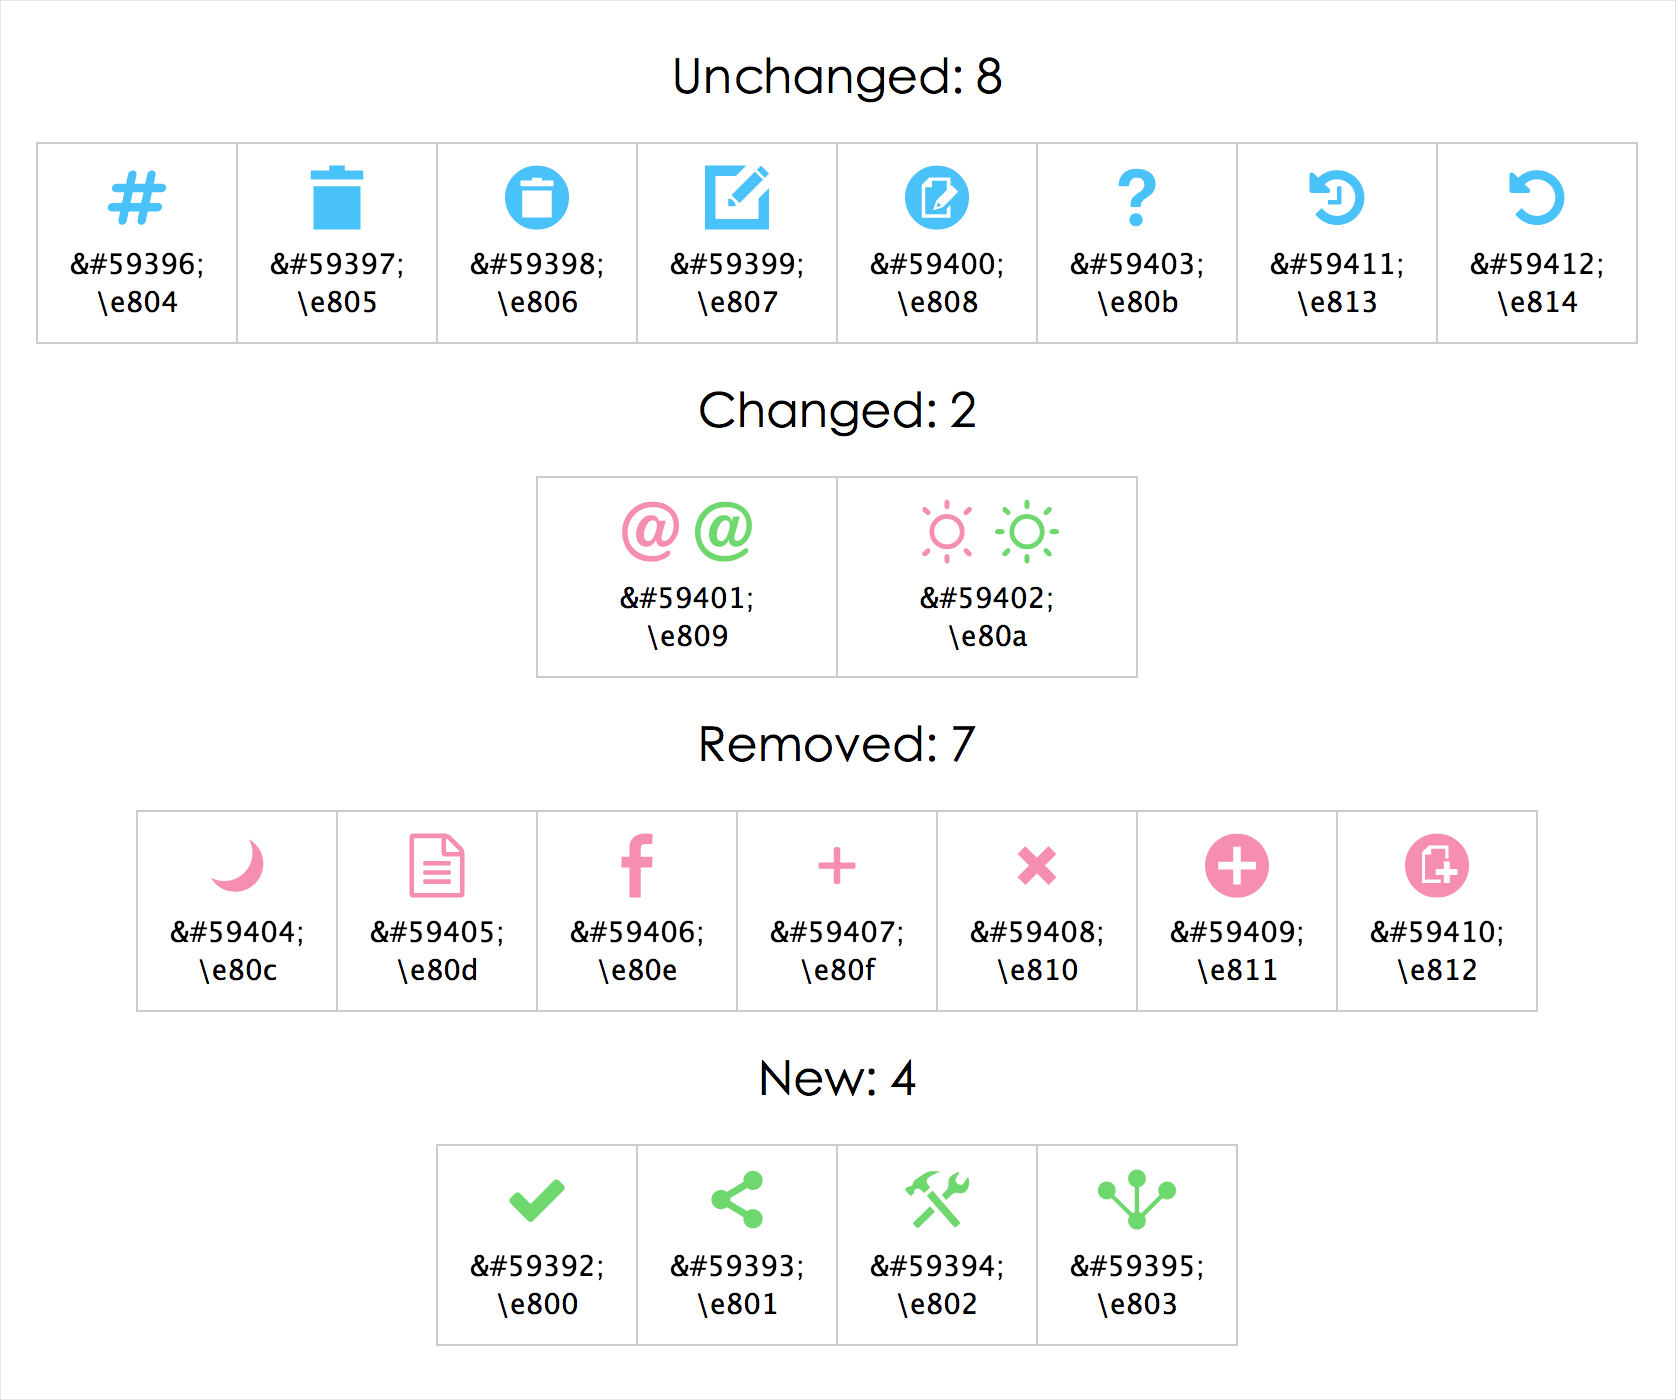 Unchanged: 8
&#59396; &#59397; &#59398; &#59399; &#59400; &#59403; &#59411; &#59412;
\e804 \e805 \e806 \e807 \e808 \e80b \e813 \e814
Changed: 2
&#59401; &#59402;
\e809 \e80a
Removed: 7
&#59404; &#59405; &#59406; &#59407; &#59408; &#59409; &#59410;
\e80c \e80d \e80e \e80f \e810 \e811 \e812
New: 4
&#59392; &#59393; &#59394; &#59395;
\e800 \e801 \e802 \e803